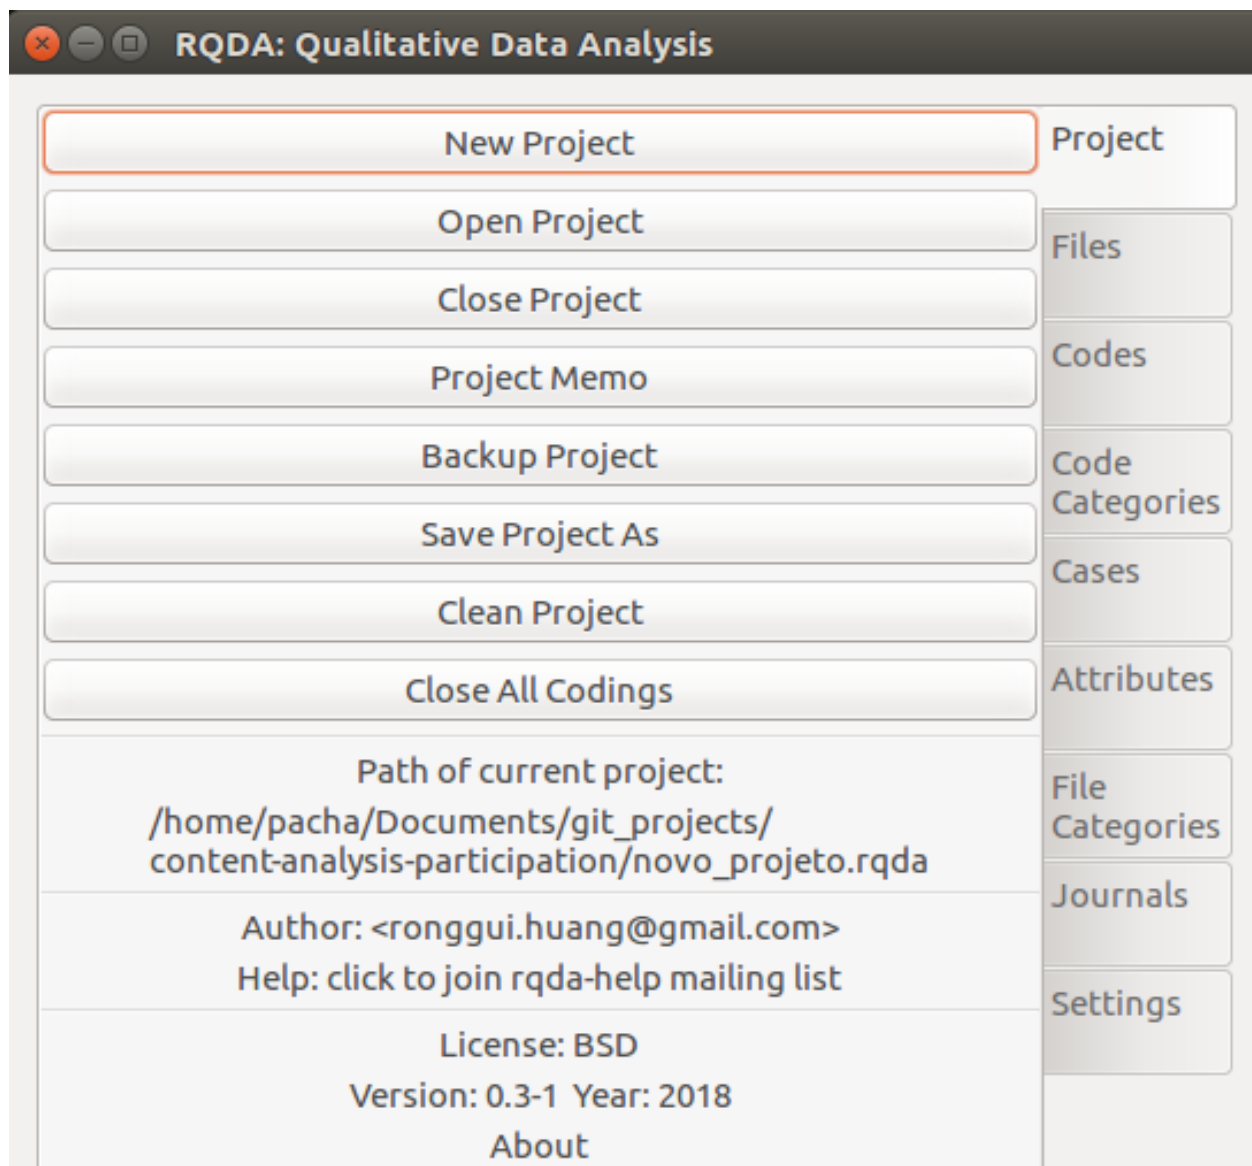 RQDA: Qualitative Data Analysis
New Project
Open Project
Close Project
Project Memo
Backup Project
Save Project As
Clean Project
Close All Codings
Path of current project:
/home/pacha/Documents/git_projects/
content-analysis-participation/novo_projeto.rqda
Author: <ronggui.huang@gmail.com>
Help: click to join rqda-help mailing list
License: BSD
Version: 0.3-1 Year: 2018
About
Project
Files
Codes
Code
Categories
Cases
Attributes
File
Categories
Journals
Settings